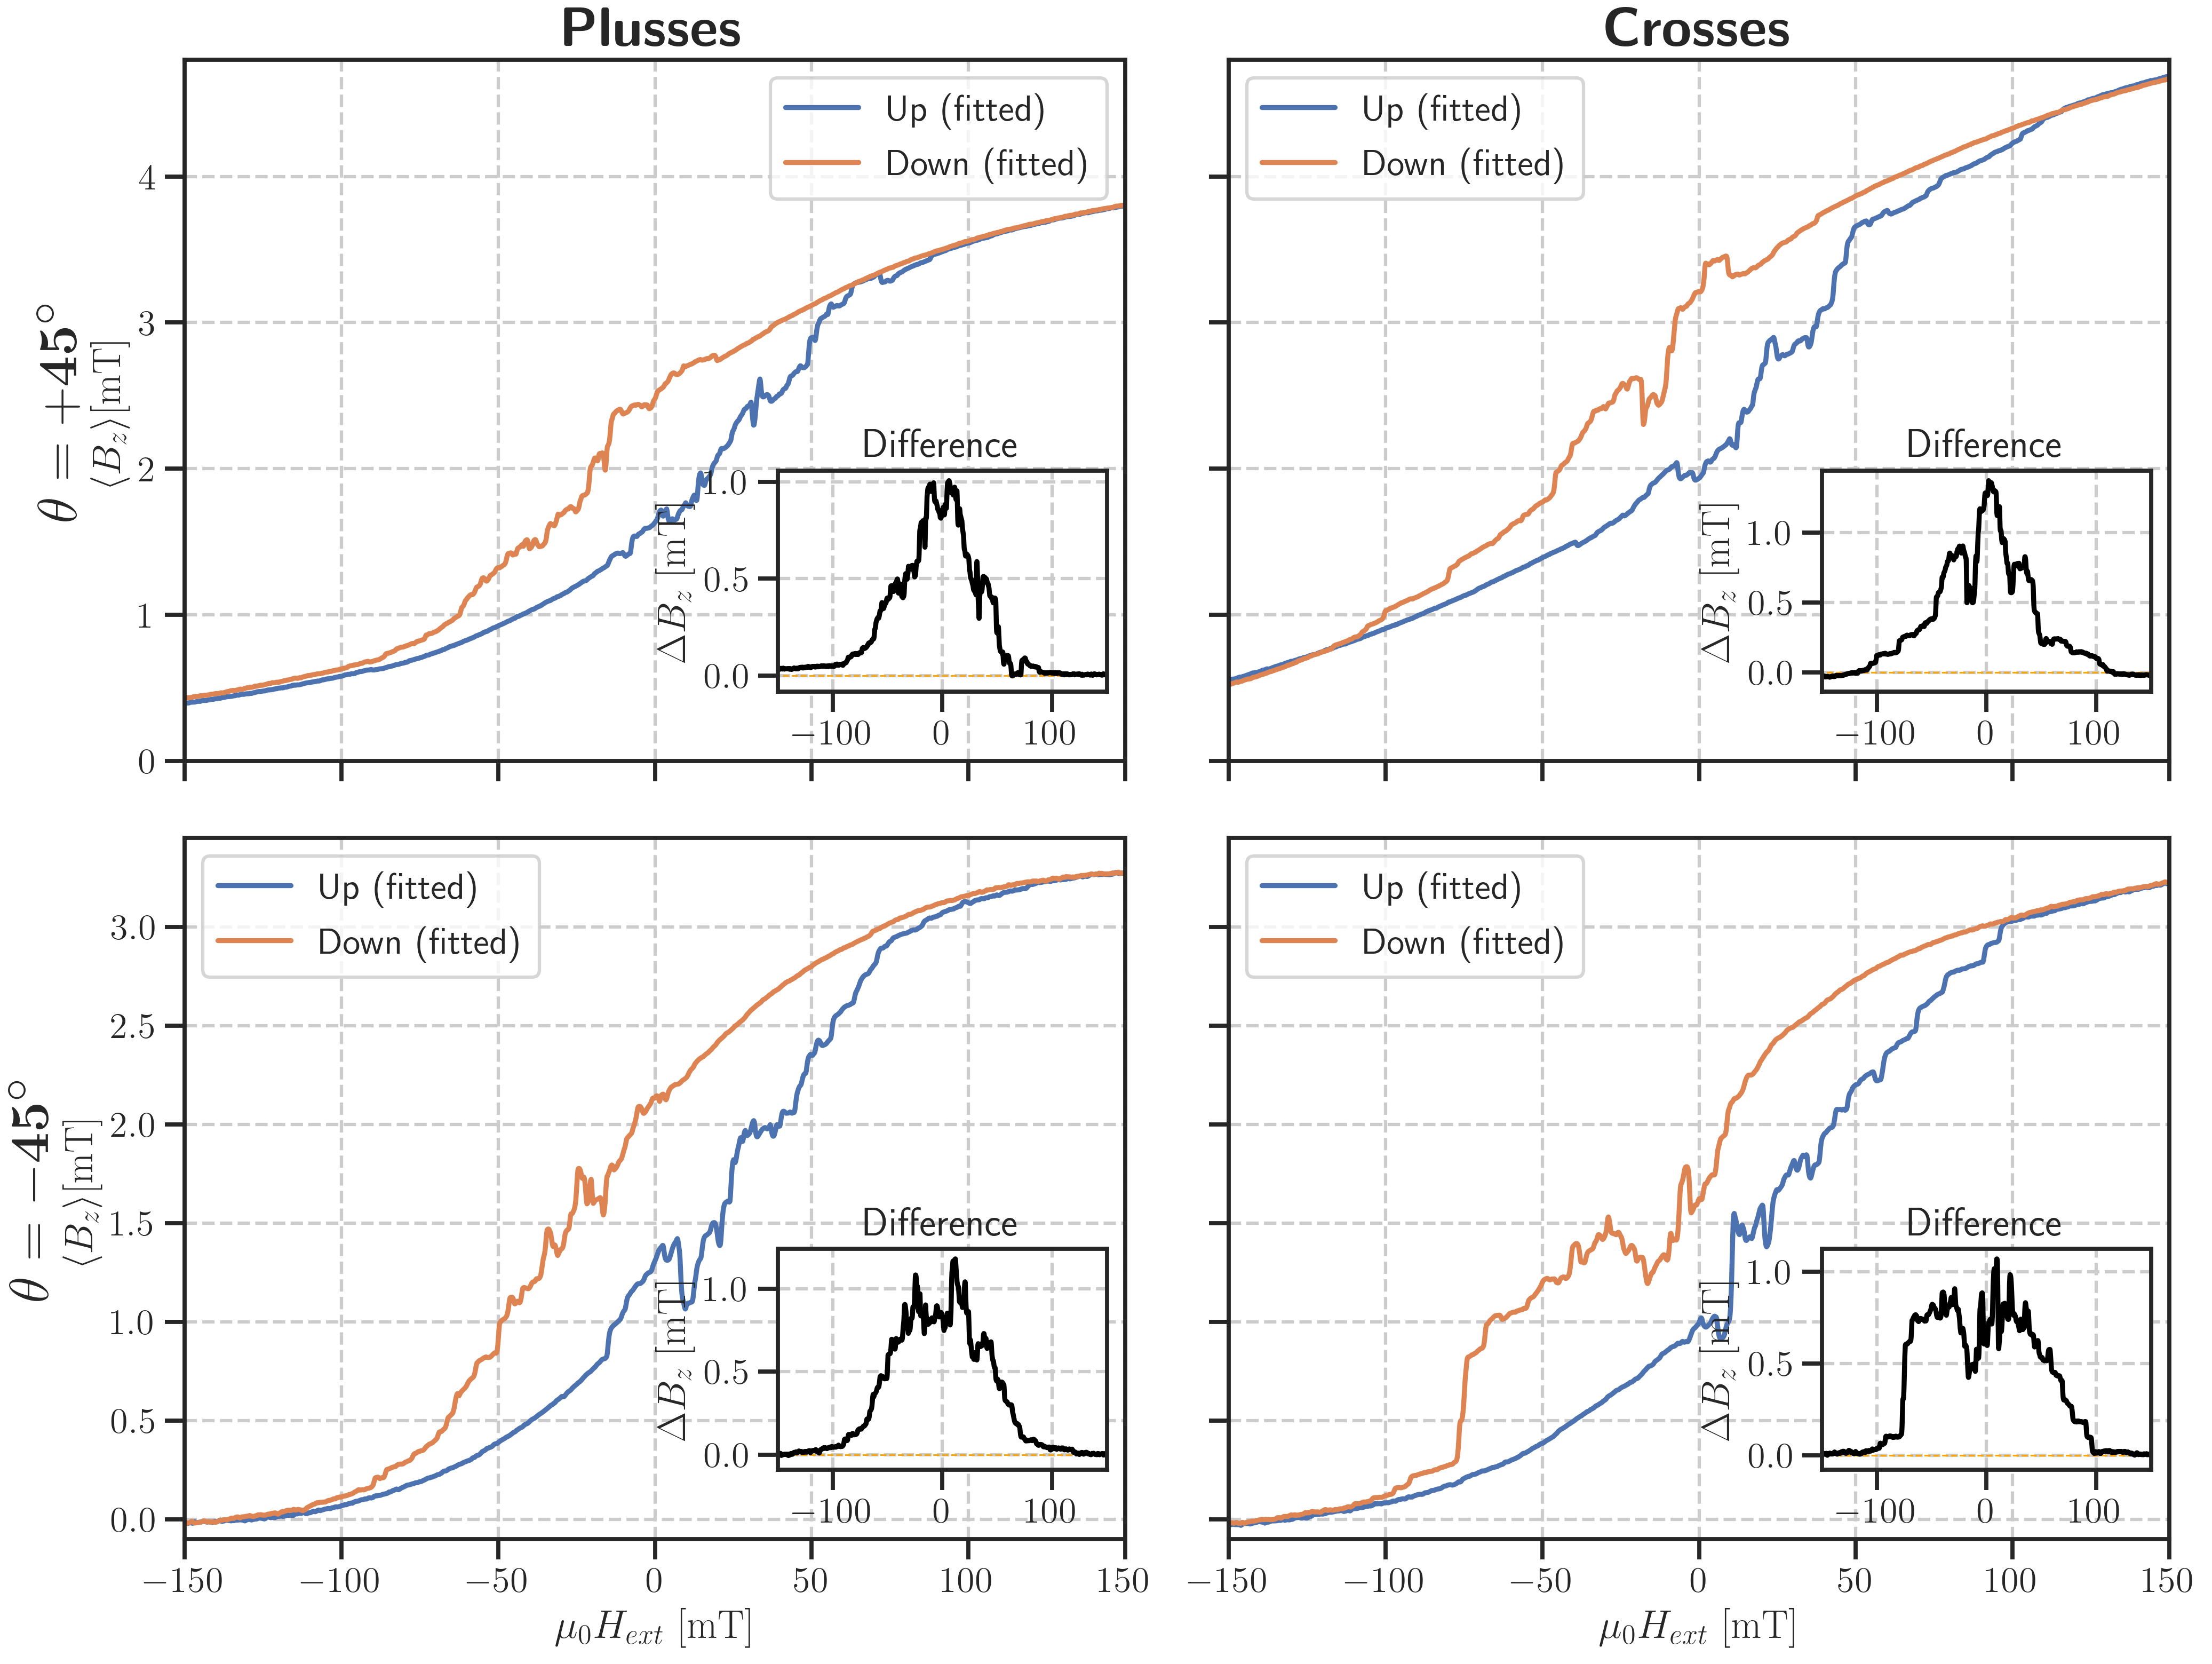 Plusses
Crosses
θ = +45°
⟨B_z⟩[mT]
4
3
2
1
0
Up (fitted)
Down (fitted)
Difference
ΔB_z [mT]
1.0
0.5
0.0
−100 0 100
Up (fitted)
Down (fitted)
Difference
ΔB_z [mT]
1.0
0.5
0.0
−100 0 100
θ = −45°
⟨B_z⟩[mT]
3.0
2.5
2.0
1.5
1.0
0.5
0.0
Up (fitted)
Down (fitted)
Difference
ΔB_z [mT]
1.0
0.5
0.0
−100 0 100
−150 −100 −50 0 50 100 150
μ₀H_ext [mT]
Up (fitted)
Down (fitted)
Difference
ΔB_z [mT]
1.0
0.5
0.0
−100 0 100
−150 −100 −50 0 50 100 150
μ₀H_ext [mT]